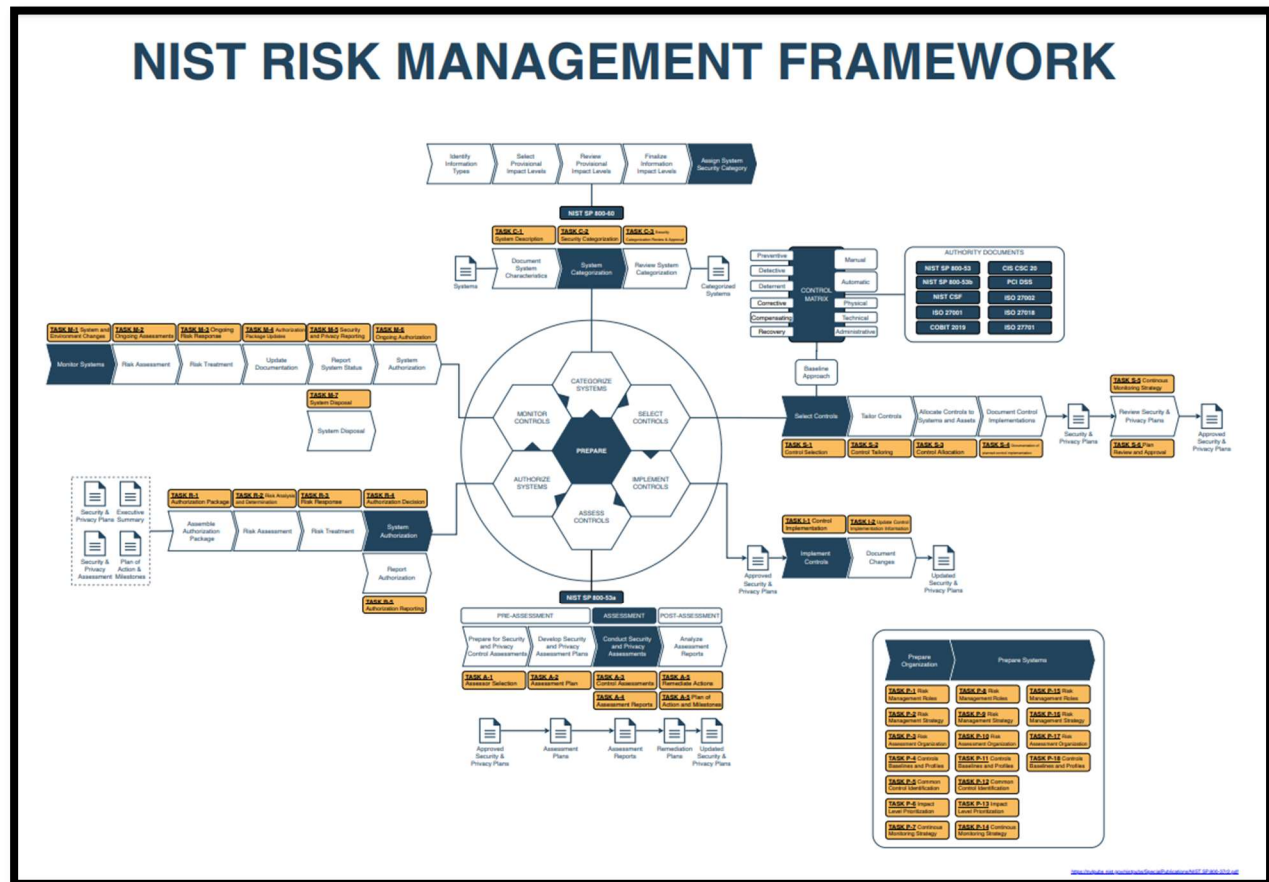 NIST RISK MANAGEMENT FRAMEWORK
Identify
Information
Types
Select
Provisional
Impact Levels
Review
Provisional
Impact Levels
Finalize
Information
Impact Levels
Assign System
Security Category
NIST SP 800-60
TASK C-1
System Description
TASK C-2
Security Categorization
TASK C-3 Security
Categorization Review & Approval
Systems
Document
System
Characteristics
System
Categorization
Review System
Categorization
Categorized
Systems
Preventive
Detective
Deterrent
Corrective
Compensating
Recovery
CONTROL
MATRIX
Manual
Automatic
Physical
Technical
Administrative
AUTHORITY DOCUMENTS
NIST SP 800-53
CIS CSC 20
NIST SP 800-53b
PCI DSS
NIST CSF
ISO 27002
ISO 27001
ISO 27018
COBIT 2019
ISO 27701
Baseline
Approach
TASK M-1 System and
Environment Changes
TASK M-2
Ongoing Assessments
TASK M-3 Ongoing
Risk Response
TASK M-4 Authorization
Package Updates
TASK M-5 Security
and Privacy Reporting
TASK M-6
Ongoing Authorization
Monitor Systems
Risk Assessment
Risk Treatment
Update
Documentation
Report
System Status
System
Authorization
TASK M-7
System Disposal
System Disposal
CATEGORIZE
SYSTEMS
MONITOR
CONTROLS
SELECT
CONTROLS
PREPARE
AUTHORIZE
SYSTEMS
IMPLEMENT
CONTROLS
ASSESS
CONTROLS
Select Controls
Tailor Controls
Allocate Controls to
Systems and Assets
Document Control
Implementations
TASK S-1
Control Selection
TASK S-2
Control Tailoring
TASK S-3
Control Allocation
TASK S-4 Documentation of
planned control implementation
Security &
Privacy Plans
TASK S-5 Continous
Monitoring Strategy
Review Security &
Privacy Plans
TASK S-6 Plan
Review and Approval
Approved
Security &
Privacy Plans
Security &
Privacy Plans
Executive
Summary
Security &
Privacy
Assessment
Plan of
Action &
Milestones
TASK R-1
Authorization Package
TASK R-2 Risk Analysis
and Determination
TASK R-3
Risk Response
TASK R-4
Authorization Decision
Assemble
Authorization
Package
Risk Assessment
Risk Treatment
System
Authorization
Report
Authorization
TASK R-5
Authorization Reporting
TASK I-1 Control
Implementation
TASK I-2 Update Control
Implementation Information
Approved
Security &
Privacy Plans
Implement
Controls
Document
Changes
Updated
Security &
Privacy Plans
NIST SP 800-53a
PRE-ASSESSMENT
ASSESSMENT
POST-ASSESSMENT
Prepare for Security
and Privacy
Control Assessments
Develop Security
and Privacy
Assessment Plans
Conduct Security
and Privacy
Assessments
Analyze
Assessment
Reports
TASK A-1
Assessor Selection
TASK A-2
Assessment Plan
TASK A-3
Control Assessments
TASK A-5
Remediate Actions
TASK A-4
Assessment Reports
TASK A-5 Plan of
Action and Milestones
Approved
Security &
Privacy Plans
Assessment
Plans
Assessment
Reports
Remediation
Plans
Updated
Security &
Privacy Plans
Prepare
Organization
Prepare Systems
TASK P-1 Risk
Management Roles
TASK P-8 Risk
Management Roles
TASK P-15 Risk
Management Roles
TASK P-2 Risk
Management Strategy
TASK P-9 Risk
Management Strategy
TASK P-16 Risk
Management Strategy
TASK P-3 Risk
Assessment Organization
TASK P-10 Risk
Assessment Organization
TASK P-17 Risk
Assessment Organization
TASK P-4 Controls
Baselines and Profiles
TASK P-11 Controls
Baselines and Profiles
TASK P-18 Controls
Baselines and Profiles
TASK P-5 Common
Control Identification
TASK P-12 Common
Control Identification
TASK P-6 Impact
Level Prioritization
TASK P-13 Impact
Level Prioritization
TASK P-7 Continous
Monitoring Strategy
TASK P-14 Continous
Monitoring Strategy